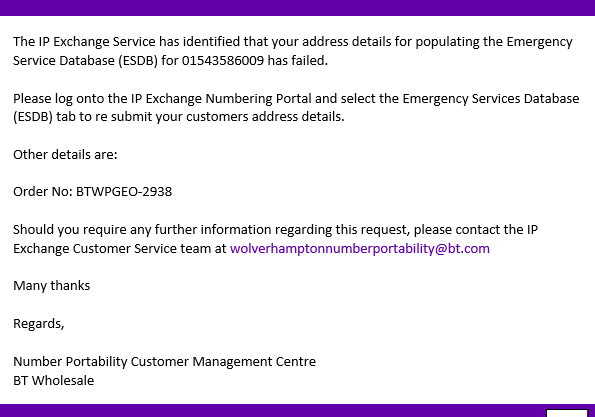 The IP Exchange Service has identified that your address details for populating the Emergency
Service Database (ESDB) for 01543586009 has failed.
Please log onto the IP Exchange Numbering Portal and select the Emergency Services Database
(ESDB) tab to re submit your customers address details.
Other details are:
Order No: BTWPGEO-2938
Should you require any further information regarding this request, please contact the IP
Exchange Customer Service team at wolverhamptonnumberportability@bt.com
Many thanks
Regards,
Number Portability Customer Management Centre
BT Wholesale